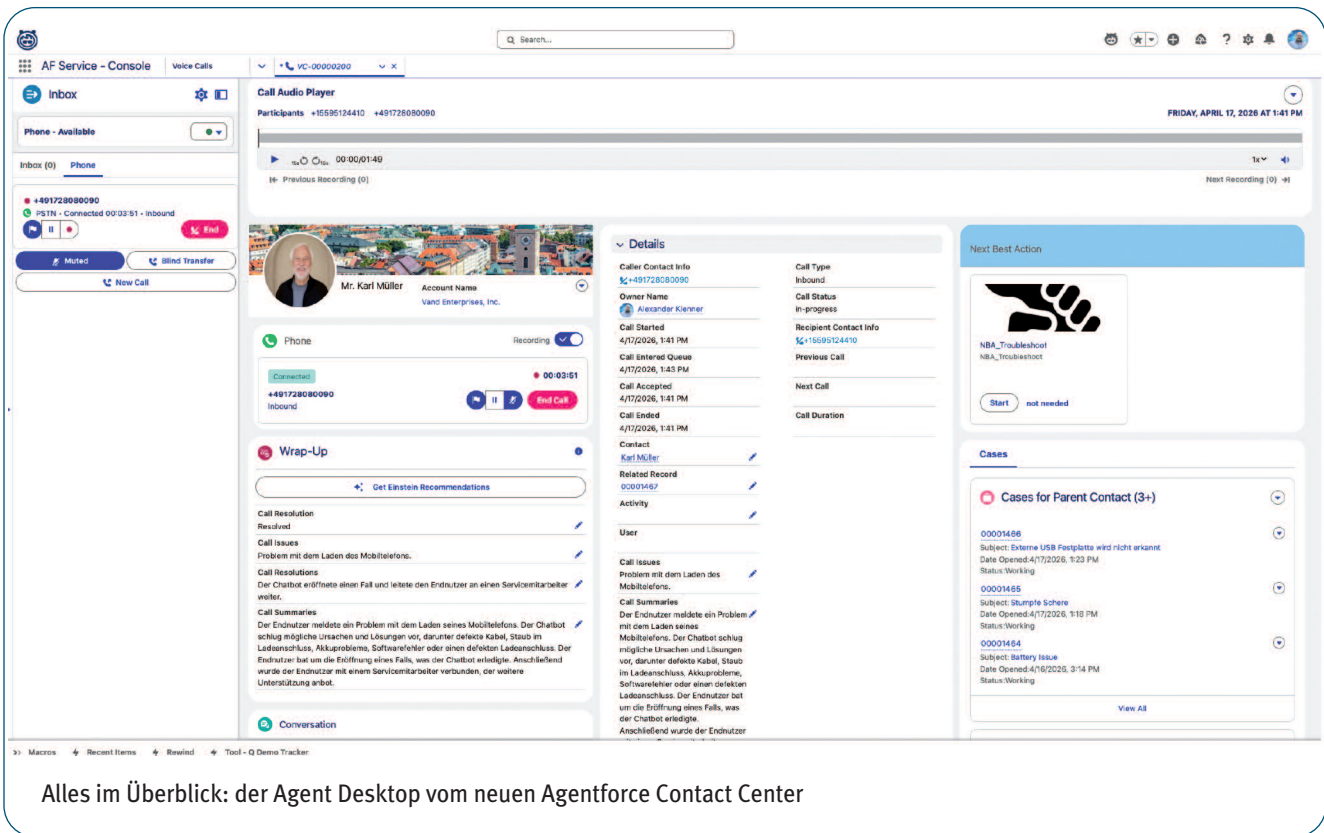 Search...
AF Service - Console
Voice Calls
VC-00000200
Inbox
Phone - Available
Inbox (0) Phone
+491728080090
PSTN - Connected 00:03:51 - Inbound
End
Muted
Blind Transfer
New Call
Call Audio Player
Participants +15595124410 +491728080090
FRIDAY, APRIL 17, 2026 AT 1:41 PM
00:00/01:49
1x
Previous Recording (0)
Next Recording (0)
Mr. Karl Müller
Account Name
Vand Enterprises, Inc.
Phone
Recording
Connected
00:03:51
+491728080090
Inbound
End Call
Wrap-Up
Get Einstein Recommendations
Call Resolution
Resolved
Call Issues
Problem mit dem Laden des Mobiltelefons.
Call Resolutions
Der Chatbot eröffnete einen Fall und leitete den Endnutzer an einen Servicemitarbeiter
weiter.
Call Summaries
Der Endnutzer meldete ein Problem mit dem Laden seines Mobiltelefons. Der Chatbot
schlug mögliche Ursachen und Lösungen vor, darunter defekte Kabel, Staub im
Ladeanschluss, Akkuprobleme, Softwarefehler oder einen defekten Ladeanschluss. Der
Endnutzer bat um die Eröffnung eines Falls, was der Chatbot erledigte. Anschließend
wurde der Endnutzer mit einem Servicemitarbeiter verbunden, der weitere
Unterstützung anbot.
Conversation
Details
Caller Contact Info
+491728080090
Owner Name
Alexander Klenner
Call Started
4/17/2026, 1:41 PM
Call Entered Queue
4/17/2026, 1:43 PM
Call Accepted
4/17/2026, 1:41 PM
Call Ended
4/17/2026, 1:41 PM
Contact
Karl Müller
Related Record
00001467
Activity
User
Call Issues
Problem mit dem Laden des
Mobiltelefons.
Call Summaries
Der Endnutzer meldete ein Problem
mit dem Laden seines
Mobiltelefons. Der Chatbot schlug
mögliche Ursachen und Lösungen
vor, darunter defekte Kabel, Staub
im Ladeanschluss, Akkuprobleme,
Softwarefehler oder einen defekten
Ladeanschluss. Der Endnutzer bat
um die Eröffnung eines Falls, was
der Chatbot erledigte.
Anschließend wurde der Endnutzer
Call Type
Inbound
Call Status
in-progress
Recipient Contact Info
+15595124410
Previous Call
Next Call
Call Duration
Next Best Action
NBA_Troubleshoot
NBA_Troubleshoot
Start not needed
Cases
Cases for Parent Contact (3+)
00001466
Subject: Externe USB Festplatte wird nicht erkannt
Date Opened:4/17/2026, 1:23 PM
Status:Working
00001465
Subject: Stumpfe Schere
Date Opened:4/17/2026, 1:18 PM
Status:Working
00001464
Subject: Battery Issue
Date Opened:4/16/2026, 3:14 PM
Status:Working
View All
Macros Recent Items Rewind Tool - Q Demo Tracker
Alles im Überblick: der Agent Desktop vom neuen Agentforce Contact Center